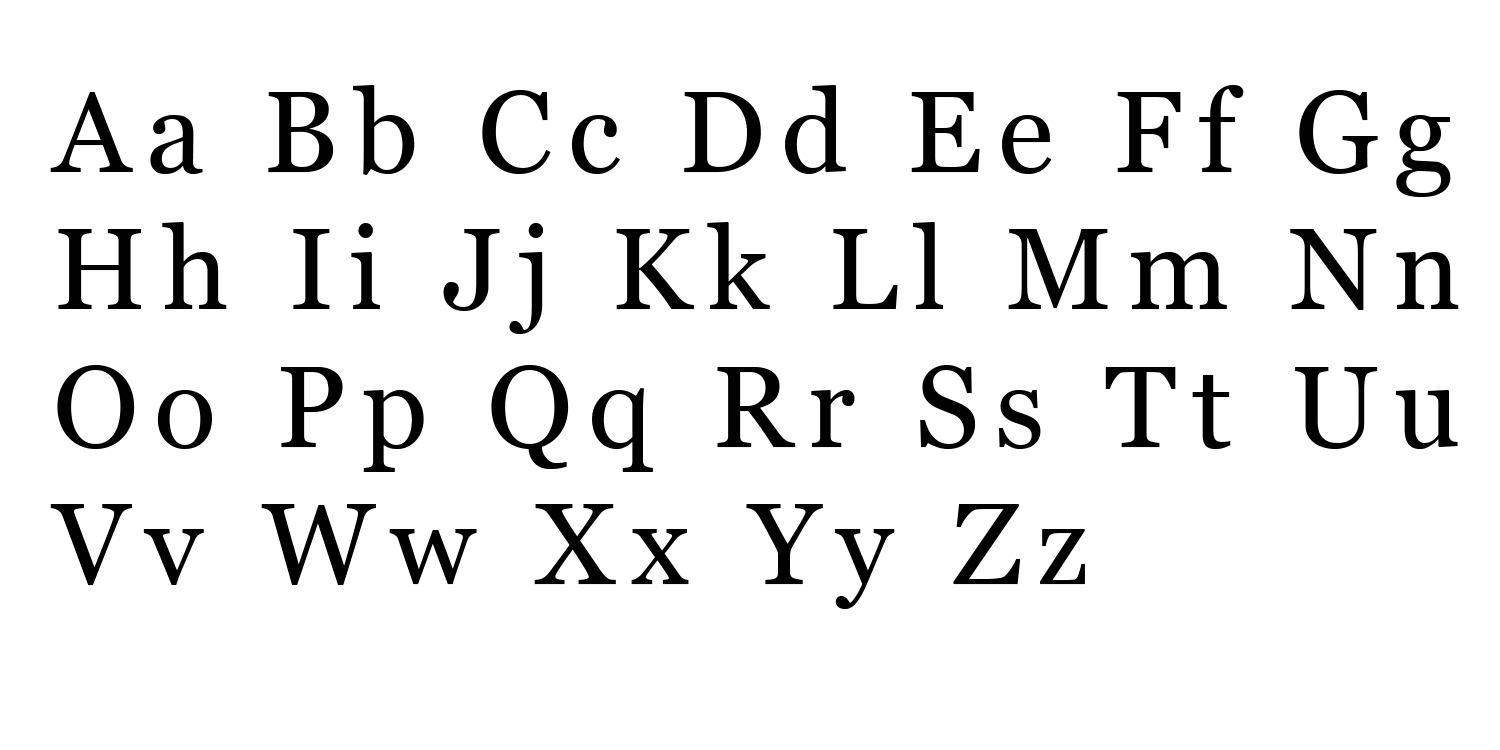 Aa Bb Cc Dd Ee Ff Gg
Hh Ii Jj Kk Ll Mm Nn
Oo Pp Qq Rr Ss Tt Uu
Vv Ww Xx Yy Zz